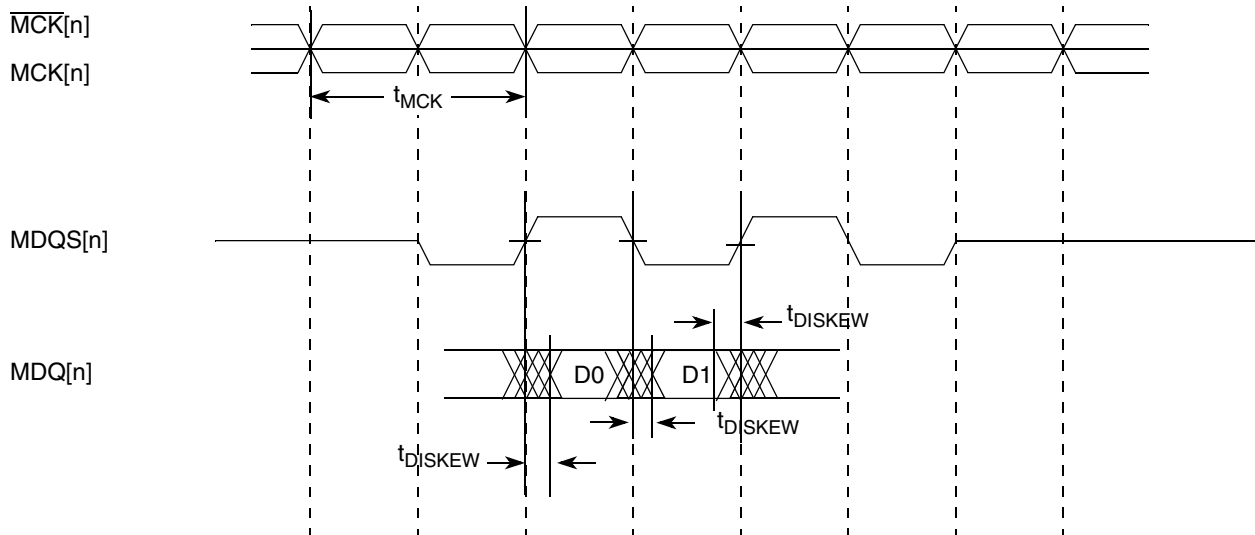 MCK[n]
MCK[n]
tMCK
MDQS[n]
tDISKEW
MDQ[n]
D0
D1
tDISKEW
tDISKEW